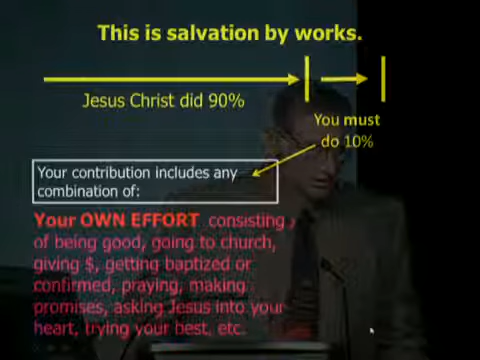 This is salvation by works.
Jesus Christ did 90%
You must
do 10%
Your contribution includes any
combination of:
Your OWN EFFORT consisting
of being good, going to church,
giving $, getting baptized or
confirmed, praying, making
promises, asking Jesus into your
heart, trying your best, etc.